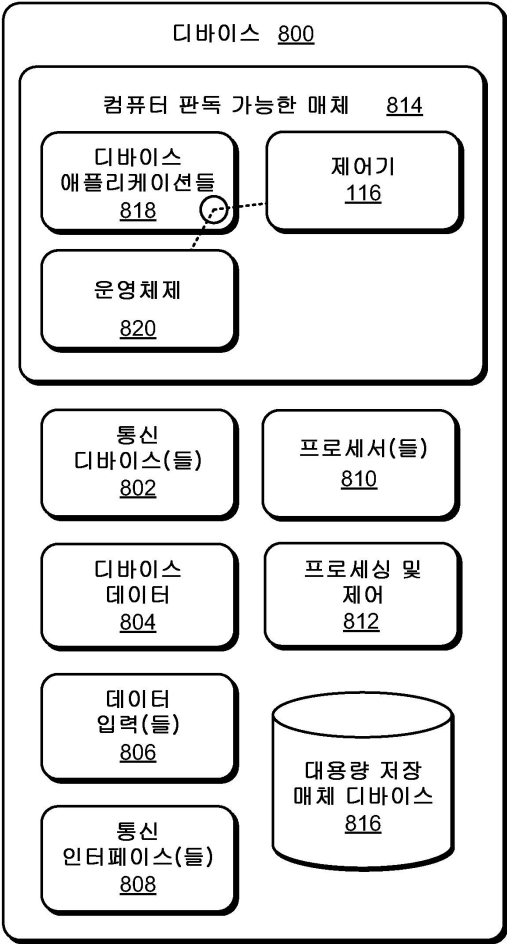 디바이스 800
컴퓨터 판독 가능한 매체 814
디바이스
애플리케이션들
818
제어기
116
운영체제
820
통신
디바이스(들)
802
프로세서(들)
810
디바이스
데이터
804
프로세싱 및
제어
812
데이터
입력(들)
806
대용량 저장
매체 디바이스
816
통신
인터페이스(들)
808